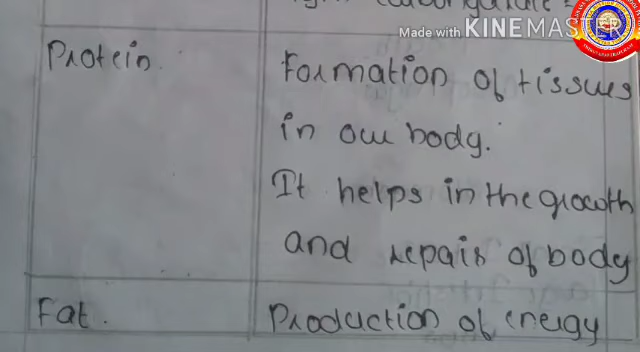 Made with KINEMASTER
Protein.
Formation of tissues
in our body.
It helps in the growth
and repair of body
Fat.
Production of energy